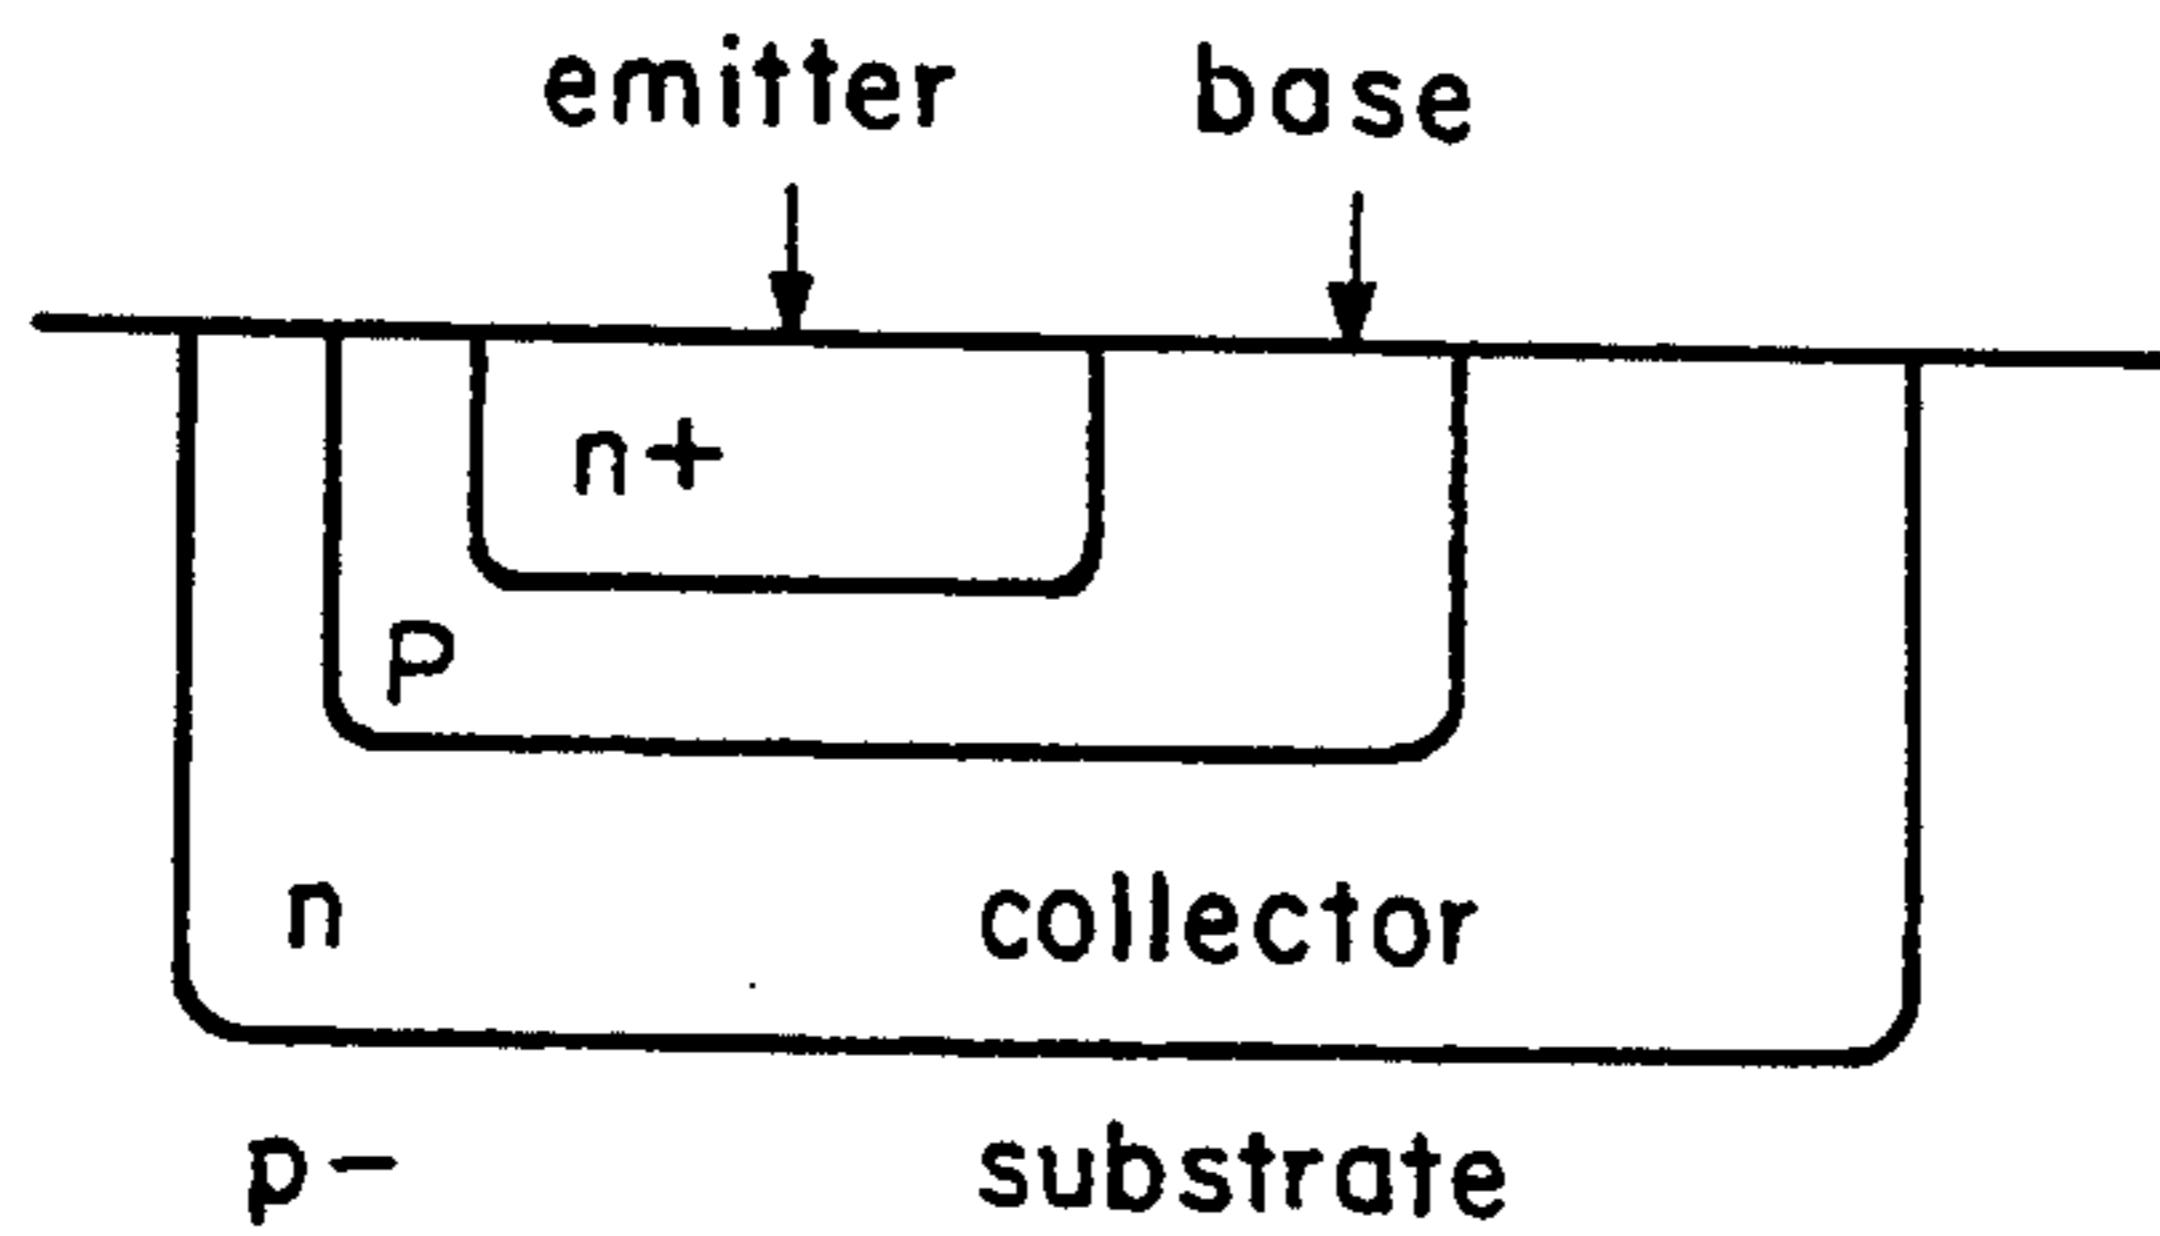 emitter base
n+
p
n collector
p- substrate